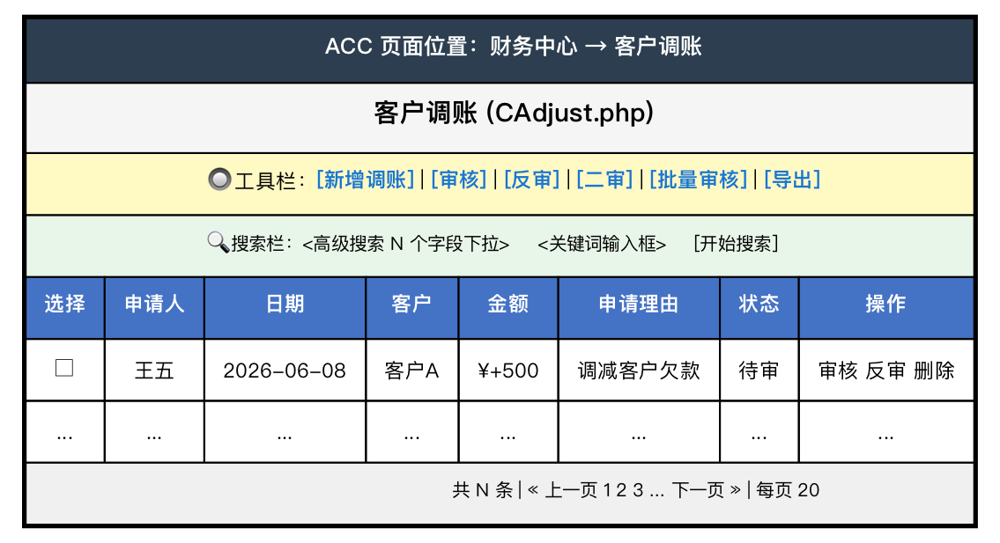 ACC 页面位置：财务中心 → 客户调账
客户调账 (CAdjust.php)
工具栏：[新增调账] | [审核] | [反审] | [二审] | [批量审核] | [导出]
搜索栏：<高级搜索 N 个字段下拉> <关键词输入框> [开始搜索]
选择 申请人 日期 客户 金额 申请理由 状态 操作
☐ 王五 2026-06-08 客户A ¥+500 调减客户欠款 待审 审核 反审 删除
... ... ... ... ... ... ... ...
共 N 条 | « 上一页 1 2 3 ... 下一页 » | 每页 20